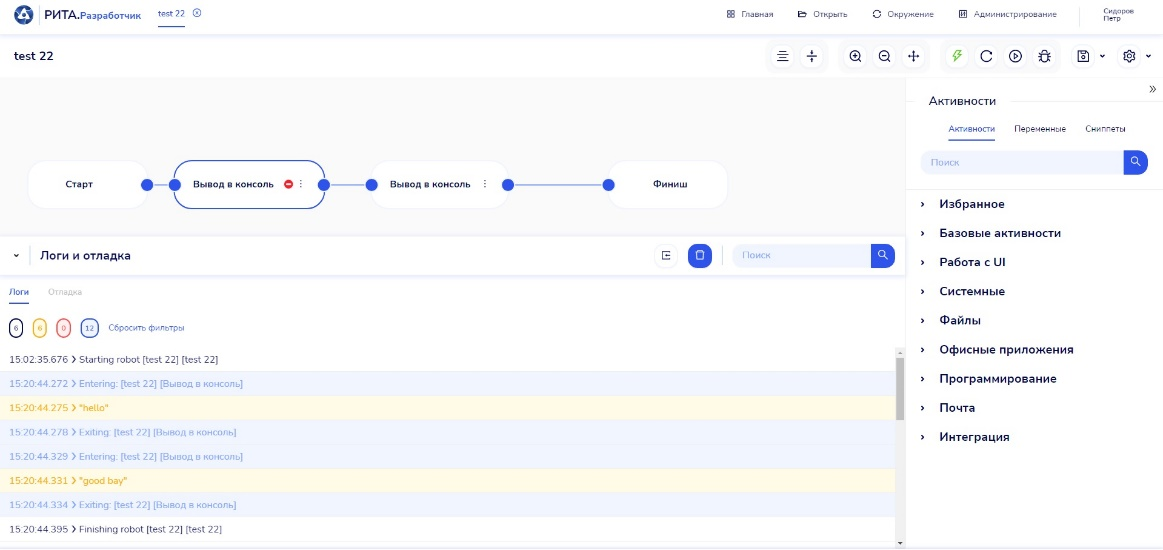 РИТА.Разработчик
test 22
Главная
Открыть
Окружение
Администрирование
Сидоров
Петр
test 22
Старт
Вывод в консоль
Вывод в консоль
Финиш
Логи и отладка
Поиск
Логи
Отладка
6
6
0
12
Сбросить фильтры
15:02:35.676 Starting robot [test 22] [test 22]
15:20:44.272 Entering: [test 22] [Вывод в консоль]
15:20:44.275 "hello"
15:20:44.278 Exiting: [test 22] [Вывод в консоль]
15:20:44.329 Entering: [test 22] [Вывод в консоль]
15:20:44.331 "good bay"
15:20:44.334 Exiting: [test 22] [Вывод в консоль]
15:20:44.395 Finishing robot [test 22] [test 22]
Активности
Активности
Переменные
Сниппеты
Поиск
Избранное
Базовые активности
Работа с UI
Системные
Файлы
Офисные приложения
Программирование
Почта
Интеграция